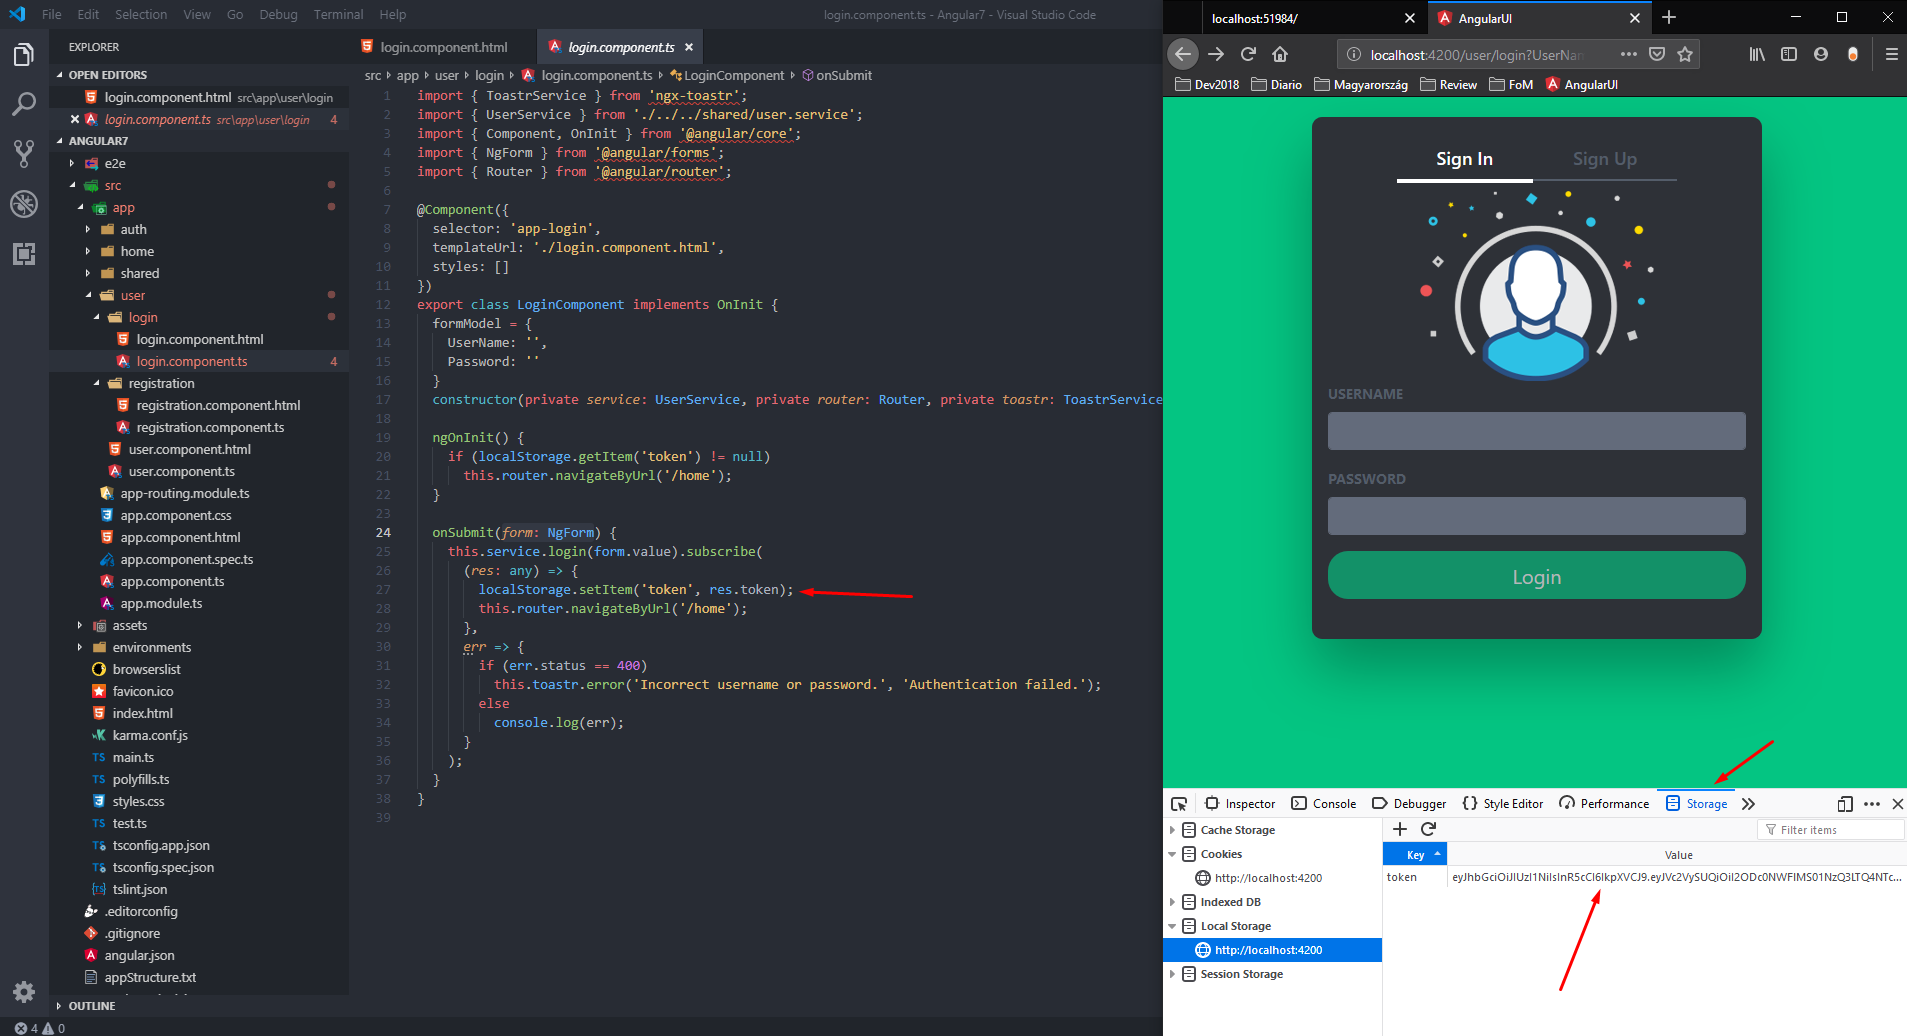 File Edit Selection View Go Debug Terminal Help
login.component.ts - Angular7 - Visual Studio Code
EXPLORER
OPEN EDITORS
login.component.html src\app\user\login
login.component.ts src\app\user\login 4
ANGULAR7
e2e
src
app
auth
home
shared
user
login
login.component.html
login.component.ts 4
registration
registration.component.html
registration.component.ts
user.component.html
user.component.ts
app-routing.module.ts
app.component.css
app.component.html
app.component.spec.ts
app.component.ts
app.module.ts
assets
environments
browserslist
favicon.ico
index.html
karma.conf.js
TS main.ts
TS polyfills.ts
styles.css
TS test.ts
TS tsconfig.app.json
TS tsconfig.spec.json
tslint.json
.editorconfig
.gitignore
angular.json
appStructure.txt
OUTLINE
4 0
login.component.html
login.component.ts
src app user login login.component.ts LoginComponent onSubmit
1 import { ToastrService } from 'ngx-toastr';
2 import { UserService } from './../../shared/user.service';
3 import { Component, OnInit } from '@angular/core';
4 import { NgForm } from '@angular/forms';
5 import { Router } from '@angular/router';
6
7 @Component({
8 selector: 'app-login',
9 templateUrl: './login.component.html',
10 styles: []
11 })
12 export class LoginComponent implements OnInit {
13 formModel = {
14 UserName: '',
15 Password: ''
16 }
17 constructor(private service: UserService, private router: Router, private toastr: ToastrService
18
19 ngOnInit() {
20 if (localStorage.getItem('token') != null)
21 this.router.navigateByUrl('/home');
22 }
23
24 onSubmit(form: NgForm) {
25 this.service.login(form.value).subscribe(
26 (res: any) => {
27 localStorage.setItem('token', res.token);
28 this.router.navigateByUrl('/home');
29 },
30 err => {
31 if (err.status == 400)
32 this.toastr.error('Incorrect username or password.', 'Authentication failed.');
33 else
34 console.log(err);
35 }
36 );
37 }
38 }
39
localhost:51984/
AngularUI
localhost:4200/user/login?UserNam
Dev2018 Diario Magyarország Review FoM AngularUI
Sign In Sign Up
USERNAME
PASSWORD
Login
Inspector Console Debugger Style Editor Performance Storage
Cache Storage
Cookies
http://localhost:4200
Indexed DB
Local Storage
http://localhost:4200
Session Storage
Filter items
Key Value
token eyJhbGciOiJIUzI1NiIsInR5cCI6IkpXVCJ9.eyJVc2VySUQiOiI2ODc0NWFlMS01NzQ3LTQ4NTc...